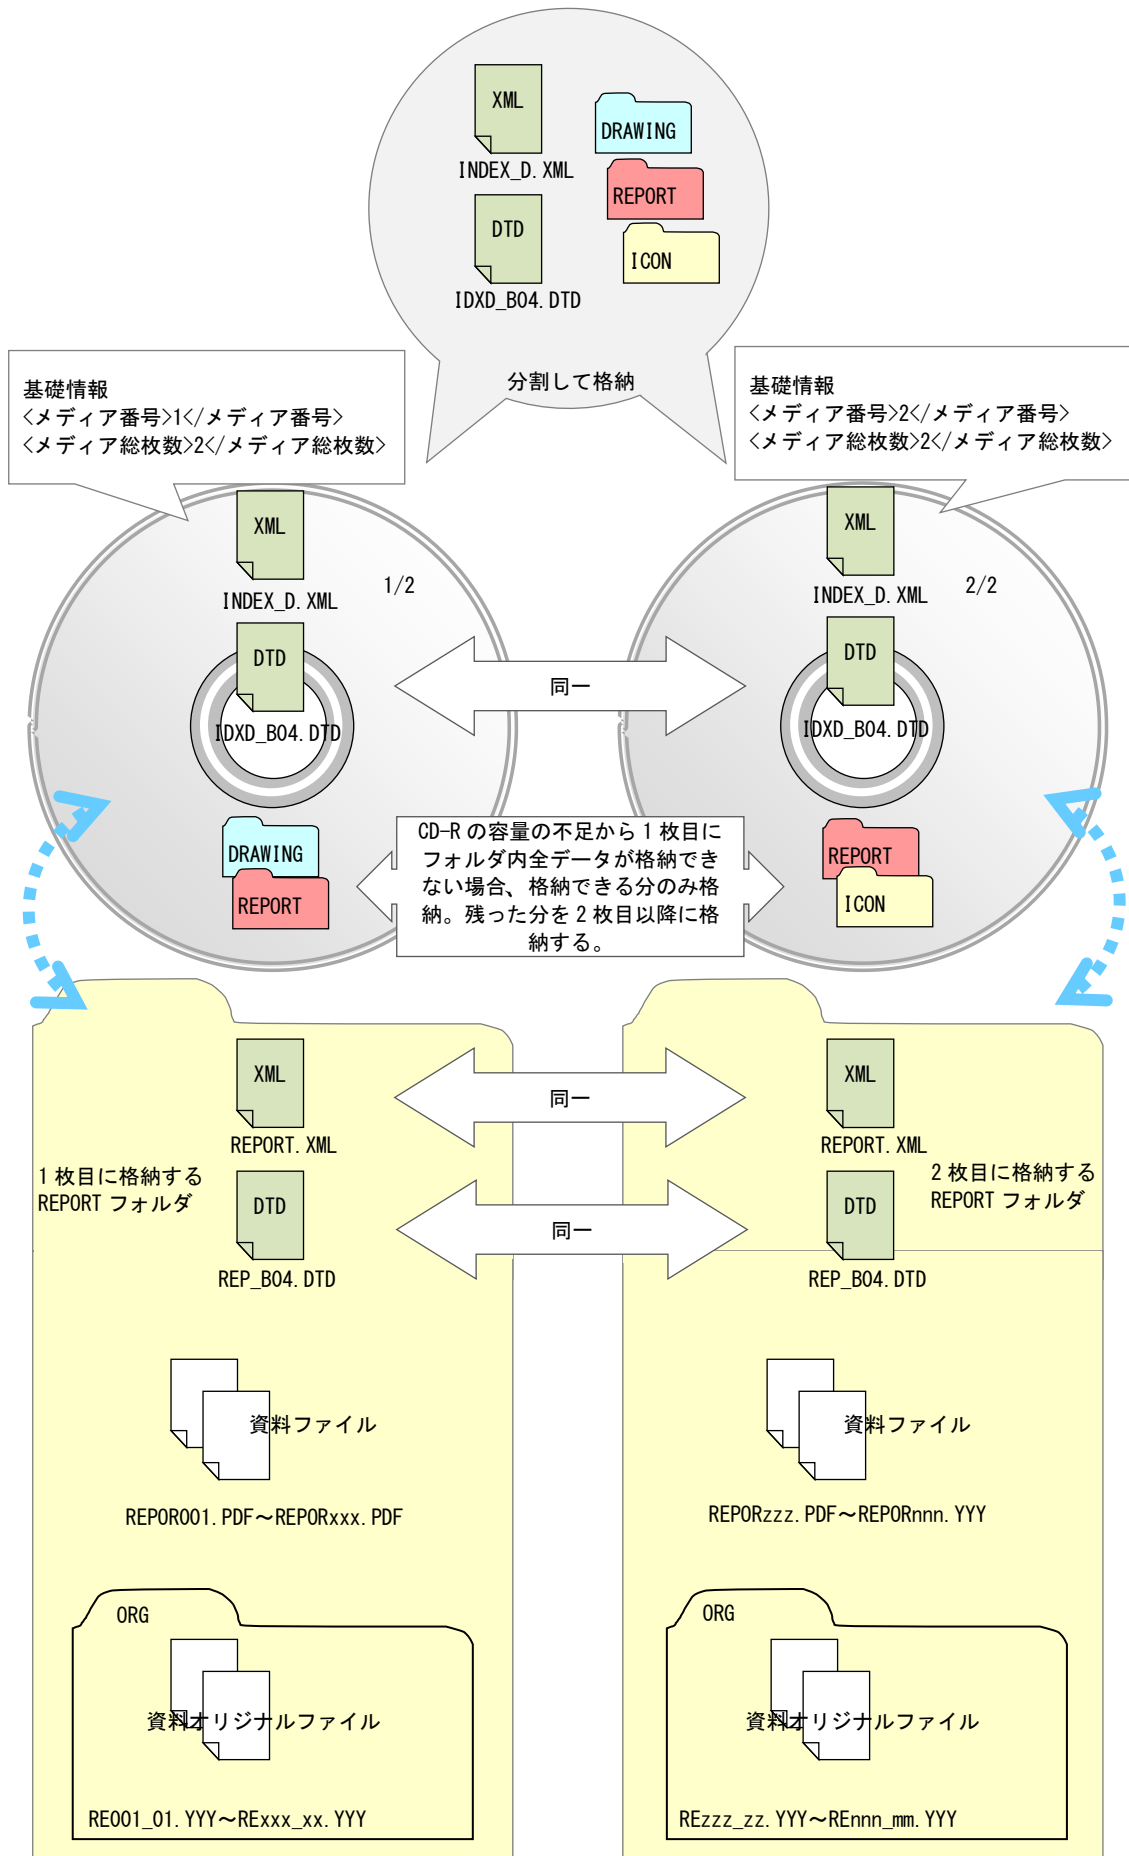 XML
INDEX_D.XML
DTD
IDXD_B04.DTD
DRAWING
REPORT
ICON
分割して格納
基礎情報
<メディア番号>1</メディア番号>
<メディア総枚数>2</メディア総枚数>
基礎情報
<メディア番号>2</メディア番号>
<メディア総枚数>2</メディア総枚数>
XML
INDEX_D.XML
1/2
DTD
IDXD_B04.DTD
同一
XML
INDEX_D.XML
2/2
DTD
IDXD_B04.DTD
DRAWING
REPORT
CD-R の容量の不足から 1 枚目に
フォルダ内全データが格納でき
ない場合、格納できる分のみ格
納。残った分を 2 枚目以降に格
納する。
REPORT
ICON
XML
REPORT.XML
同一
XML
REPORT.XML
1 枚目に格納する
REPORT フォルダ
2 枚目に格納する
REPORT フォルダ
DTD
REP_B04.DTD
同一
DTD
REP_B04.DTD
資料ファイル
REPOR001.PDF～REPORxxx.PDF
資料ファイル
REPORzzz.PDF～REPORnnn.YYY
ORG
資料オリジナルファイル
RE001_01.YYY～RExxx_xx.YYY
ORG
資料オリジナルファイル
REzzz_zz.YYY～REnnn_mm.YYY